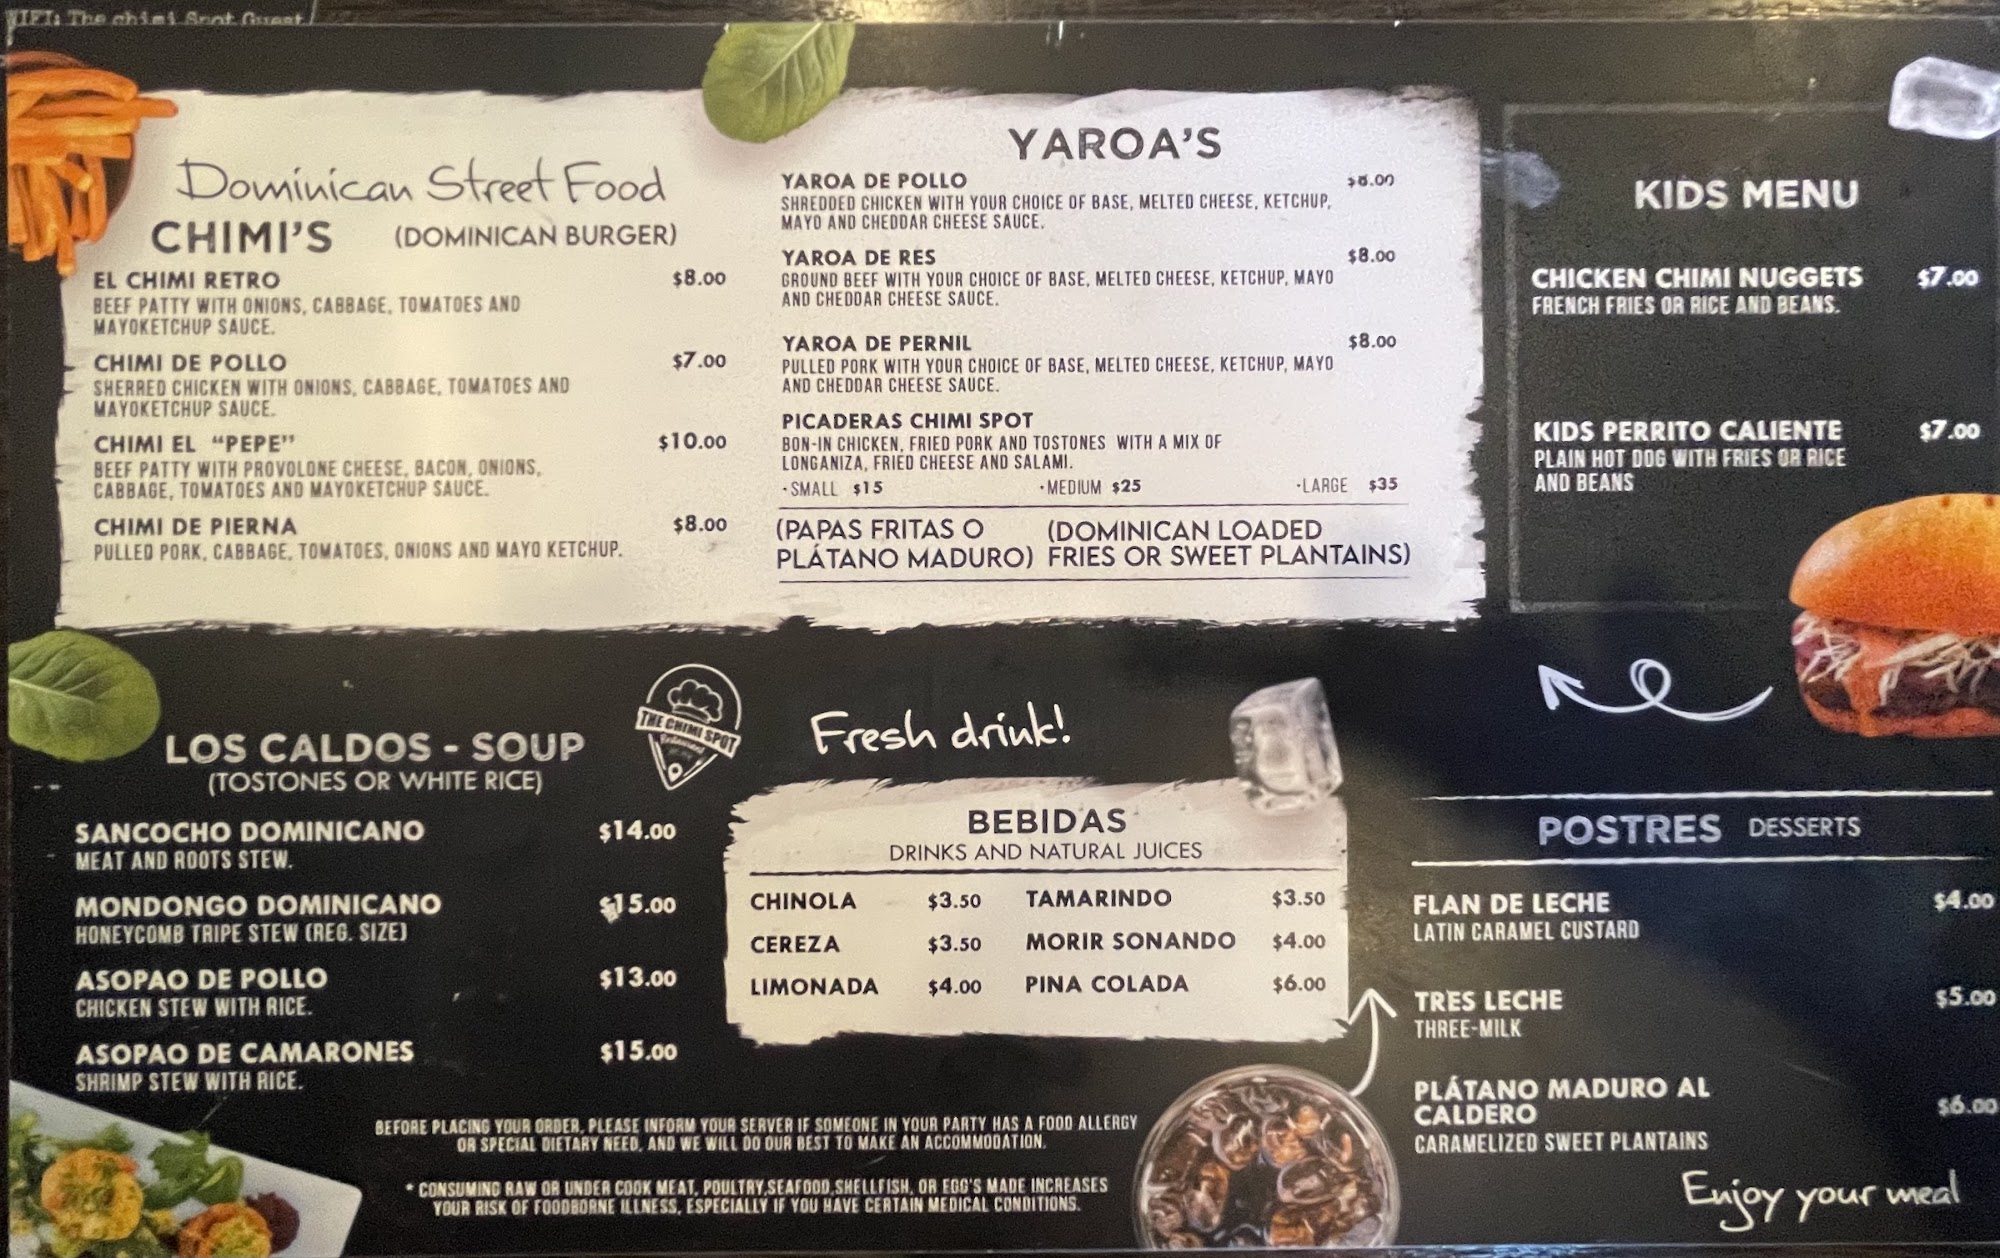 WIFI: The chimi Spot Guest
Dominican Street Food
CHIMI'S (DOMINICAN BURGER)
EL CHIMI RETRO $8.00
BEEF PATTY WITH ONIONS, CABBAGE, TOMATOES AND
MAYOKETCHUP SAUCE.
CHIMI DE POLLO $7.00
SHERRED CHICKEN WITH ONIONS, CABBAGE, TOMATOES AND
MAYOKETCHUP SAUCE.
CHIMI EL "PEPE" $10.00
BEEF PATTY WITH PROVOLONE CHEESE, BACON, ONIONS,
CABBAGE, TOMATOES AND MAYOKETCHUP SAUCE.
CHIMI DE PIERNA $8.00
PULLED PORK, CABBAGE, TOMATOES, ONIONS AND MAYO KETCHUP.
YAROA'S
YAROA DE POLLO $8.00
SHREDDED CHICKEN WITH YOUR CHOICE OF BASE, MELTED CHEESE, KETCHUP,
MAYO AND CHEDDAR CHEESE SAUCE.
YAROA DE RES $8.00
GROUND BEEF WITH YOUR CHOICE OF BASE, MELTED CHEESE, KETCHUP, MAYO
AND CHEDDAR CHEESE SAUCE.
YAROA DE PERNIL $8.00
PULLED PORK WITH YOUR CHOICE OF BASE, MELTED CHEESE, KETCHUP, MAYO
AND CHEDDAR CHEESE SAUCE.
PICADERAS CHIMI SPOT
BON-IN CHICKEN, FRIED PORK AND TOSTONES WITH A MIX OF
LONGANIZA, FRIED CHEESE AND SALAMI.
·SMALL $15 ·MEDIUM $25 ·LARGE $35
(PAPAS FRITAS O (DOMINICAN LOADED
PLÁTANO MADURO) FRIES OR SWEET PLANTAINS)
KIDS MENU
CHICKEN CHIMI NUGGETS $7.00
FRENCH FRIES OR RICE AND BEANS.
KIDS PERRITO CALIENTE $7.00
PLAIN HOT DOG WITH FRIES OR RICE
AND BEANS
LOS CALDOS - SOUP
(TOSTONES OR WHITE RICE)
SANCOCHO DOMINICANO $14.00
MEAT AND ROOTS STEW.
MONDONGO DOMINICANO $15.00
HONEYCOMB TRIPE STEW (REG. SIZE)
ASOPAO DE POLLO $13.00
CHICKEN STEW WITH RICE.
ASOPAO DE CAMARONES $15.00
SHRIMP STEW WITH RICE.
THE CHIMI SPOT
Restaurant
Fresh drink!
BEBIDAS
DRINKS AND NATURAL JUICES
CHINOLA $3.50 TAMARINDO $3.50
CEREZA $3.50 MORIR SONANDO $4.00
LIMONADA $4.00 PINA COLADA $6.00
POSTRES DESSERTS
FLAN DE LECHE $4.00
LATIN CARAMEL CUSTARD
TRES LECHE $5.00
THREE-MILK
PLÁTANO MADURO AL
CALDERO $6.00
CARAMELIZED SWEET PLANTAINS
BEFORE PLACING YOUR ORDER, PLEASE INFORM YOUR SERVER IF SOMEONE IN YOUR PARTY HAS A FOOD ALLERGY
OR SPECIAL DIETARY NEED, AND WE WILL DO OUR BEST TO MAKE AN ACCOMMODATION.
* CONSUMING RAW OR UNDER COOK MEAT, POULTRY,SEAFOOD,SHELLFISH, OR EGG'S MADE INCREASES
YOUR RISK OF FOODBORNE ILLNESS, ESPECIALLY IF YOU HAVE CERTAIN MEDICAL CONDITIONS.
Enjoy your meal